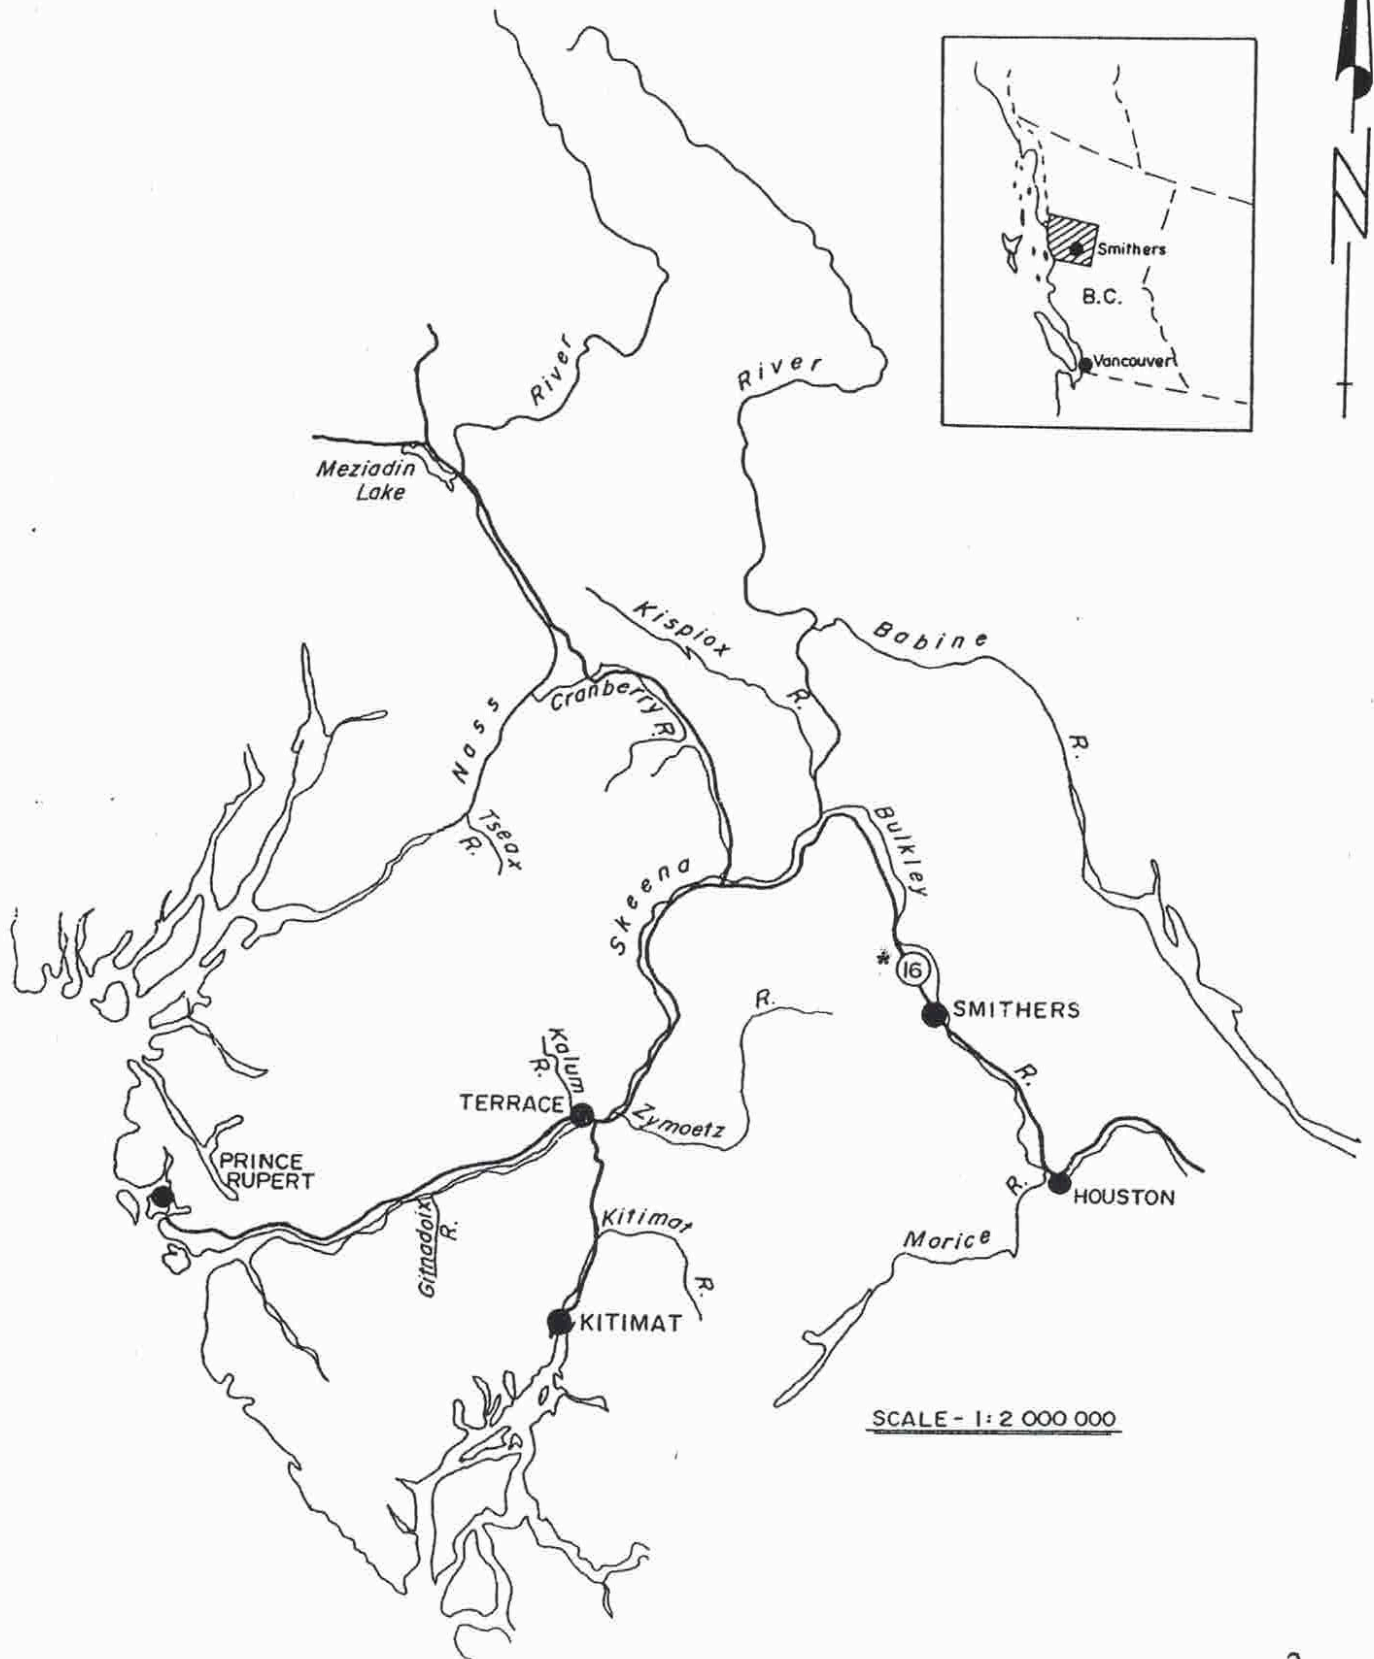 N
Smithers
B.C.
Vancouver
River
River
Meziadin
Lake
Kispiox
R.
Babine
R.
Cranberry
R.
Nass
Tseax
R.
Bulkley
Skeena
* 16
SMITHERS
R.
Kalum
R.
TERRACE
Zymoetz
R.
PRINCE
RUPERT
HOUSTON
R.
Morice
Gitnadoix
R.
Kitimat
R.
KITIMAT
SCALE - 1:2 000 000